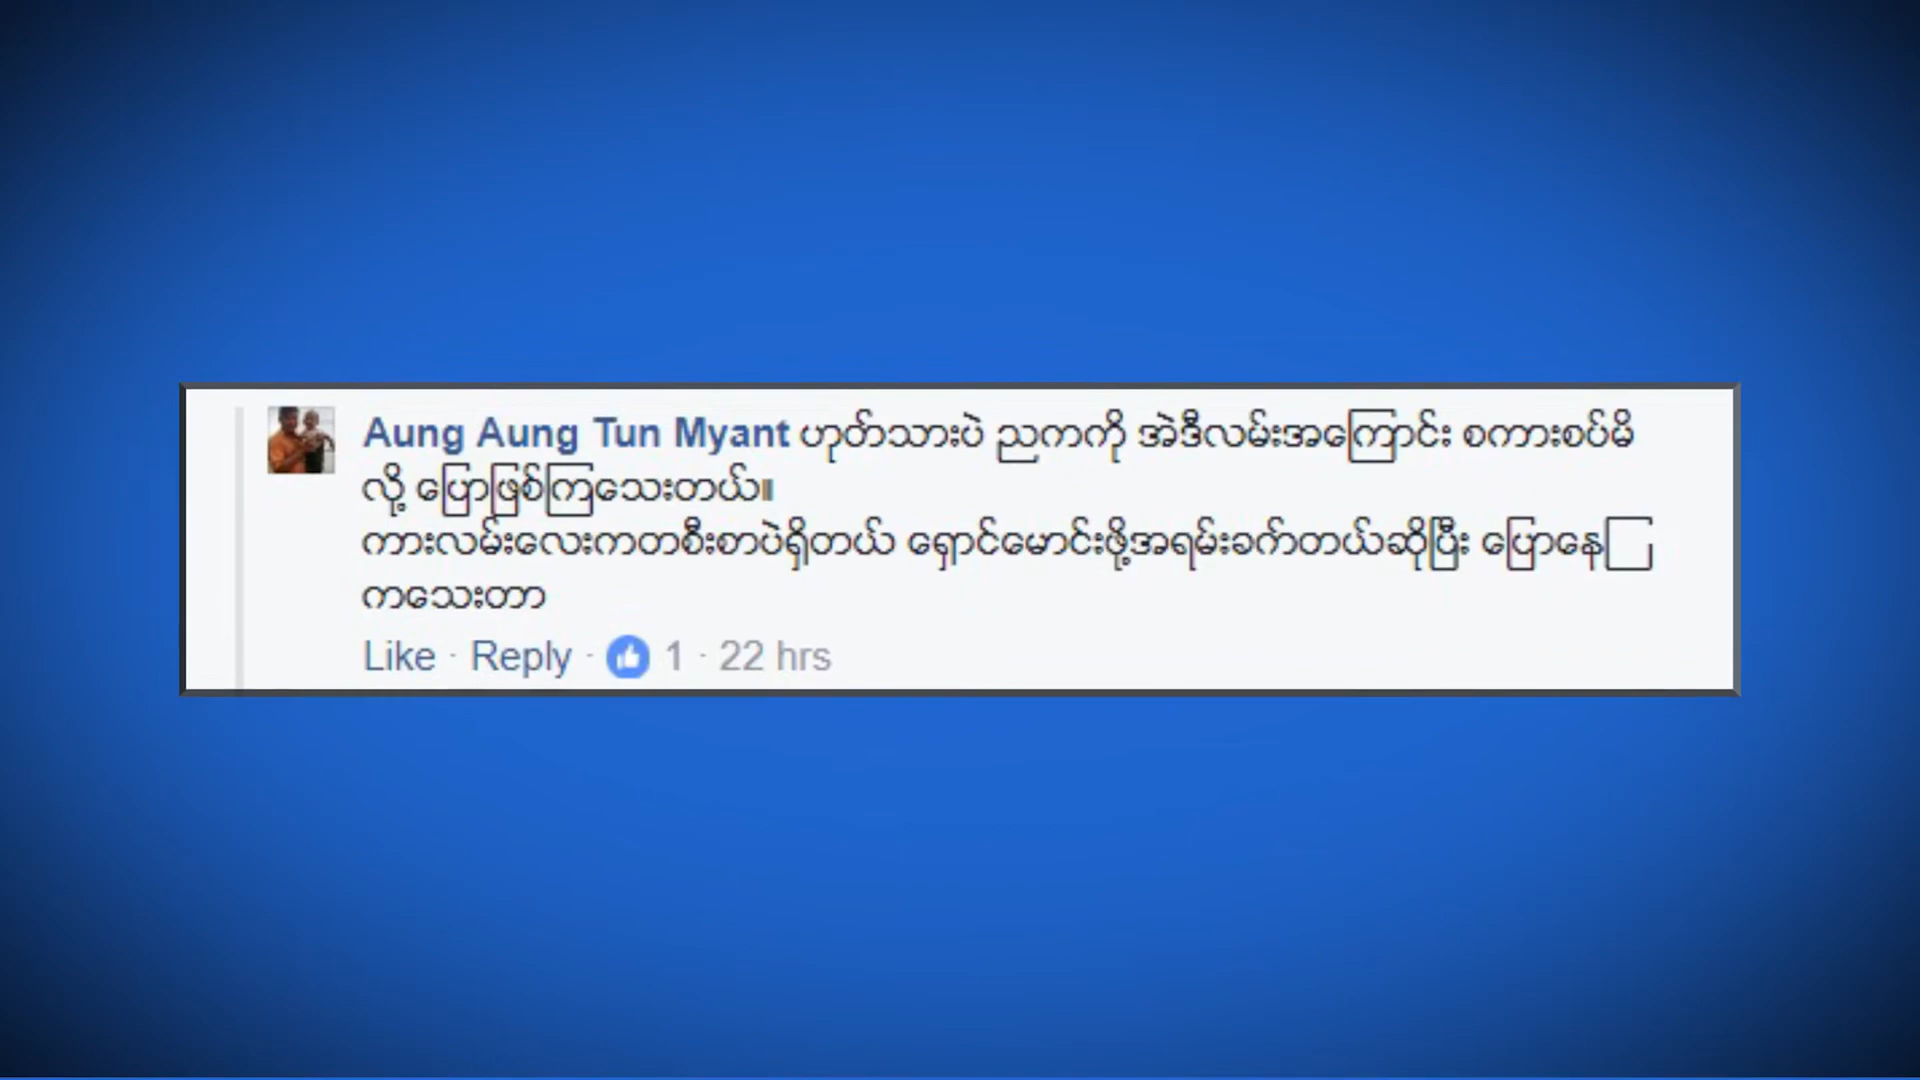 Aung Aung Tun Myant ဟုတ်သားပဲ ညကကို အဲဒီလမ်းအကြောင်း စကားစပ်မိ
လို့ ပြောဖြစ်ကြသေးတယ်။
ကားလမ်းလေးကတစီးစာပဲရှိတယ် ရှောင်မောင်းဖို့အရမ်းခက်တယ်ဆိုပြီး ပြောနေကြ
ကသေးတာ
Like · Reply · 1 · 22 hrs